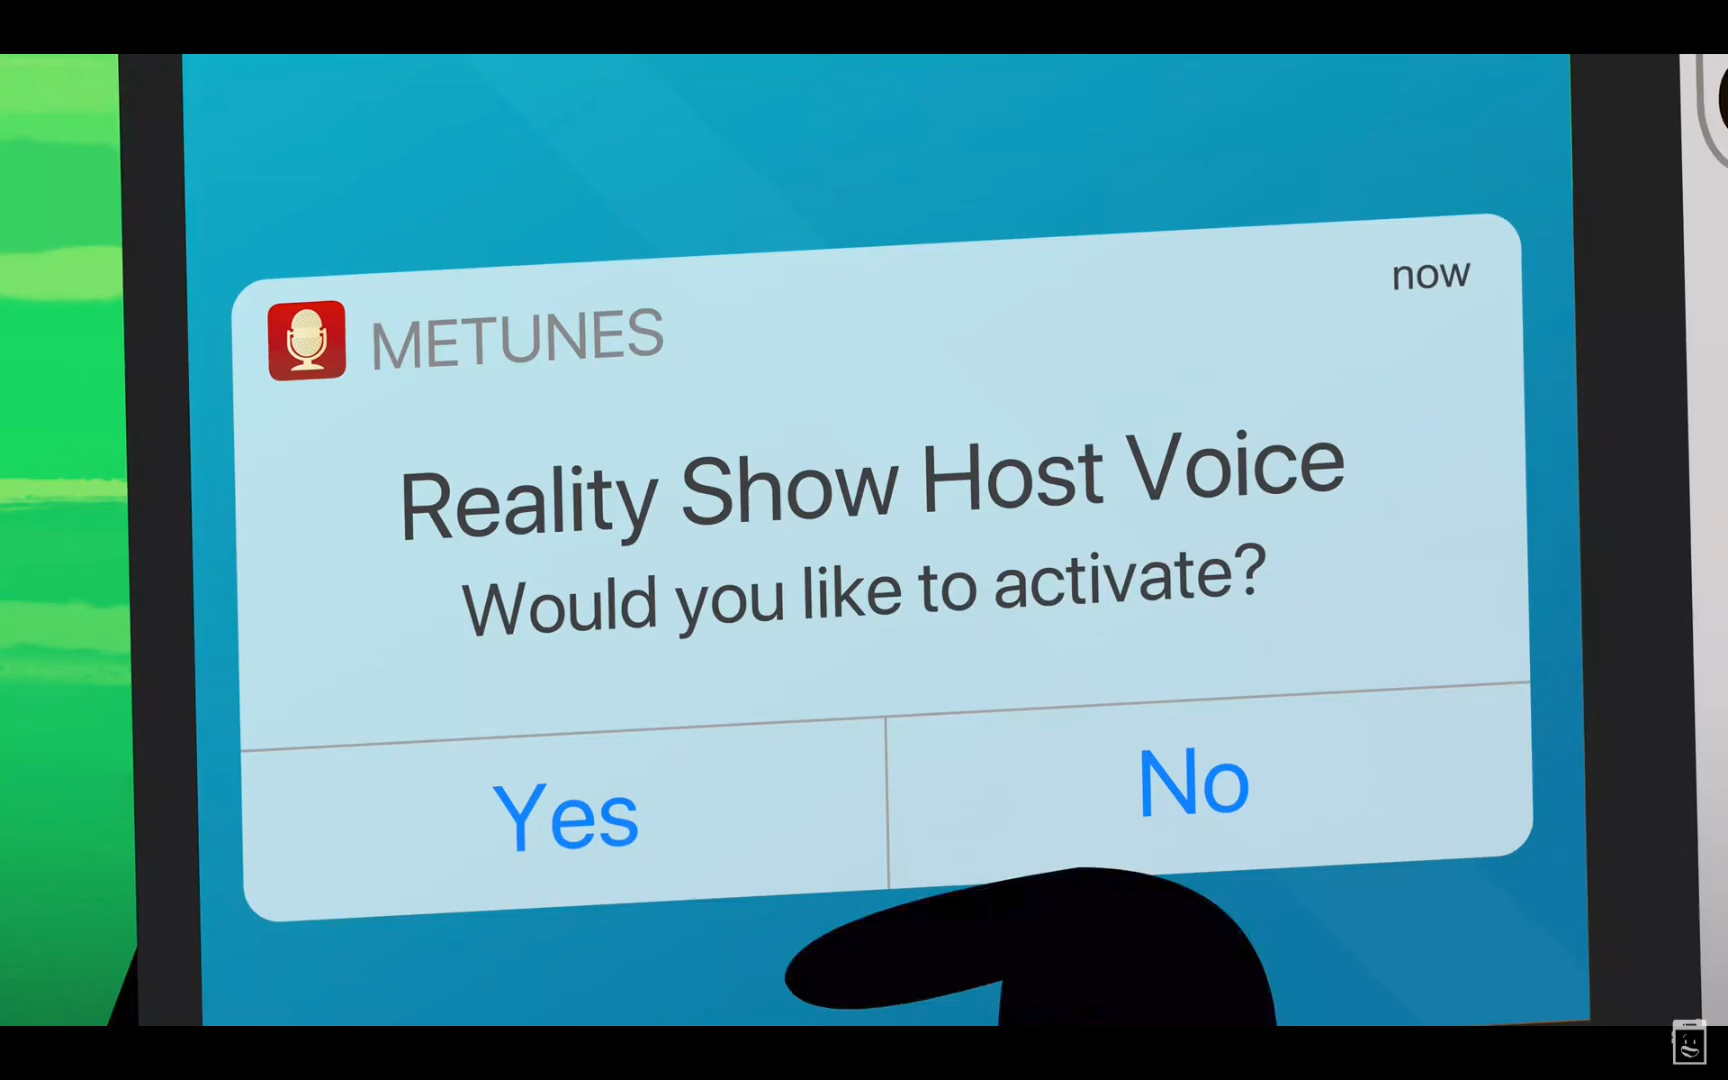 METUNES
now
Reality Show Host Voice
Would you like to activate?
Yes
No